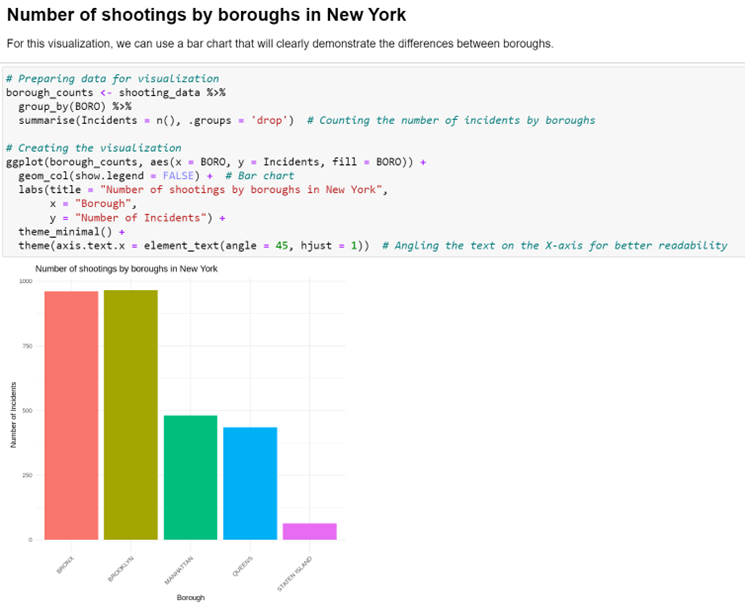 Number of shootings by boroughs in New York
For this visualization, we can use a bar chart that will clearly demonstrate the differences between boroughs.
# Preparing data for visualization
borough_counts <- shooting_data %>%
  group_by(BORO) %>%
  summarise(Incidents = n(), .groups = 'drop')  # Counting the number of incidents by boroughs
# Creating the visualization
ggplot(borough_counts, aes(x = BORO, y = Incidents, fill = BORO)) +
  geom_col(show.legend = FALSE) +  # Bar chart
  labs(title = "Number of shootings by boroughs in New York",
       x = "Borough",
       y = "Number of Incidents") +
  theme_minimal() +
  theme(axis.text.x = element_text(angle = 45, hjust = 1))  # Angling the text on the X-axis for better readability
Number of shootings by boroughs in New York
1000
750
500
250
0
Number of Incidents
BRONX
BROOKLYN
MANHATTAN
QUEENS
STATEN ISLAND
Borough